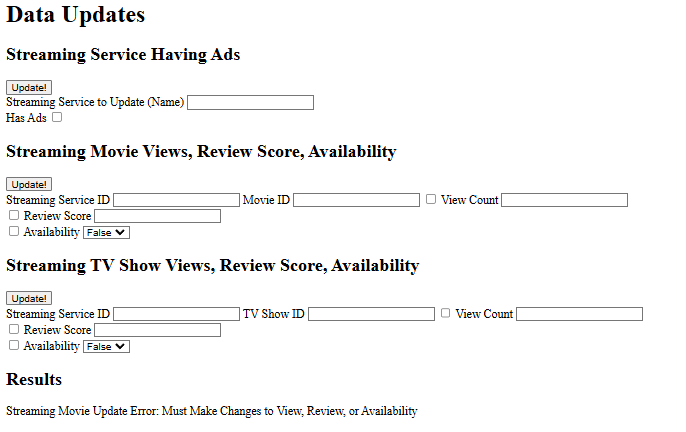 Data Updates
Streaming Service Having Ads
Update!
Streaming Service to Update (Name)
Has Ads
Streaming Movie Views, Review Score, Availability
Update!
Streaming Service ID Movie ID View Count
Review Score
Availability False
Streaming TV Show Views, Review Score, Availability
Update!
Streaming Service ID TV Show ID View Count
Review Score
Availability False
Results
Streaming Movie Update Error: Must Make Changes to View, Review, or Availability